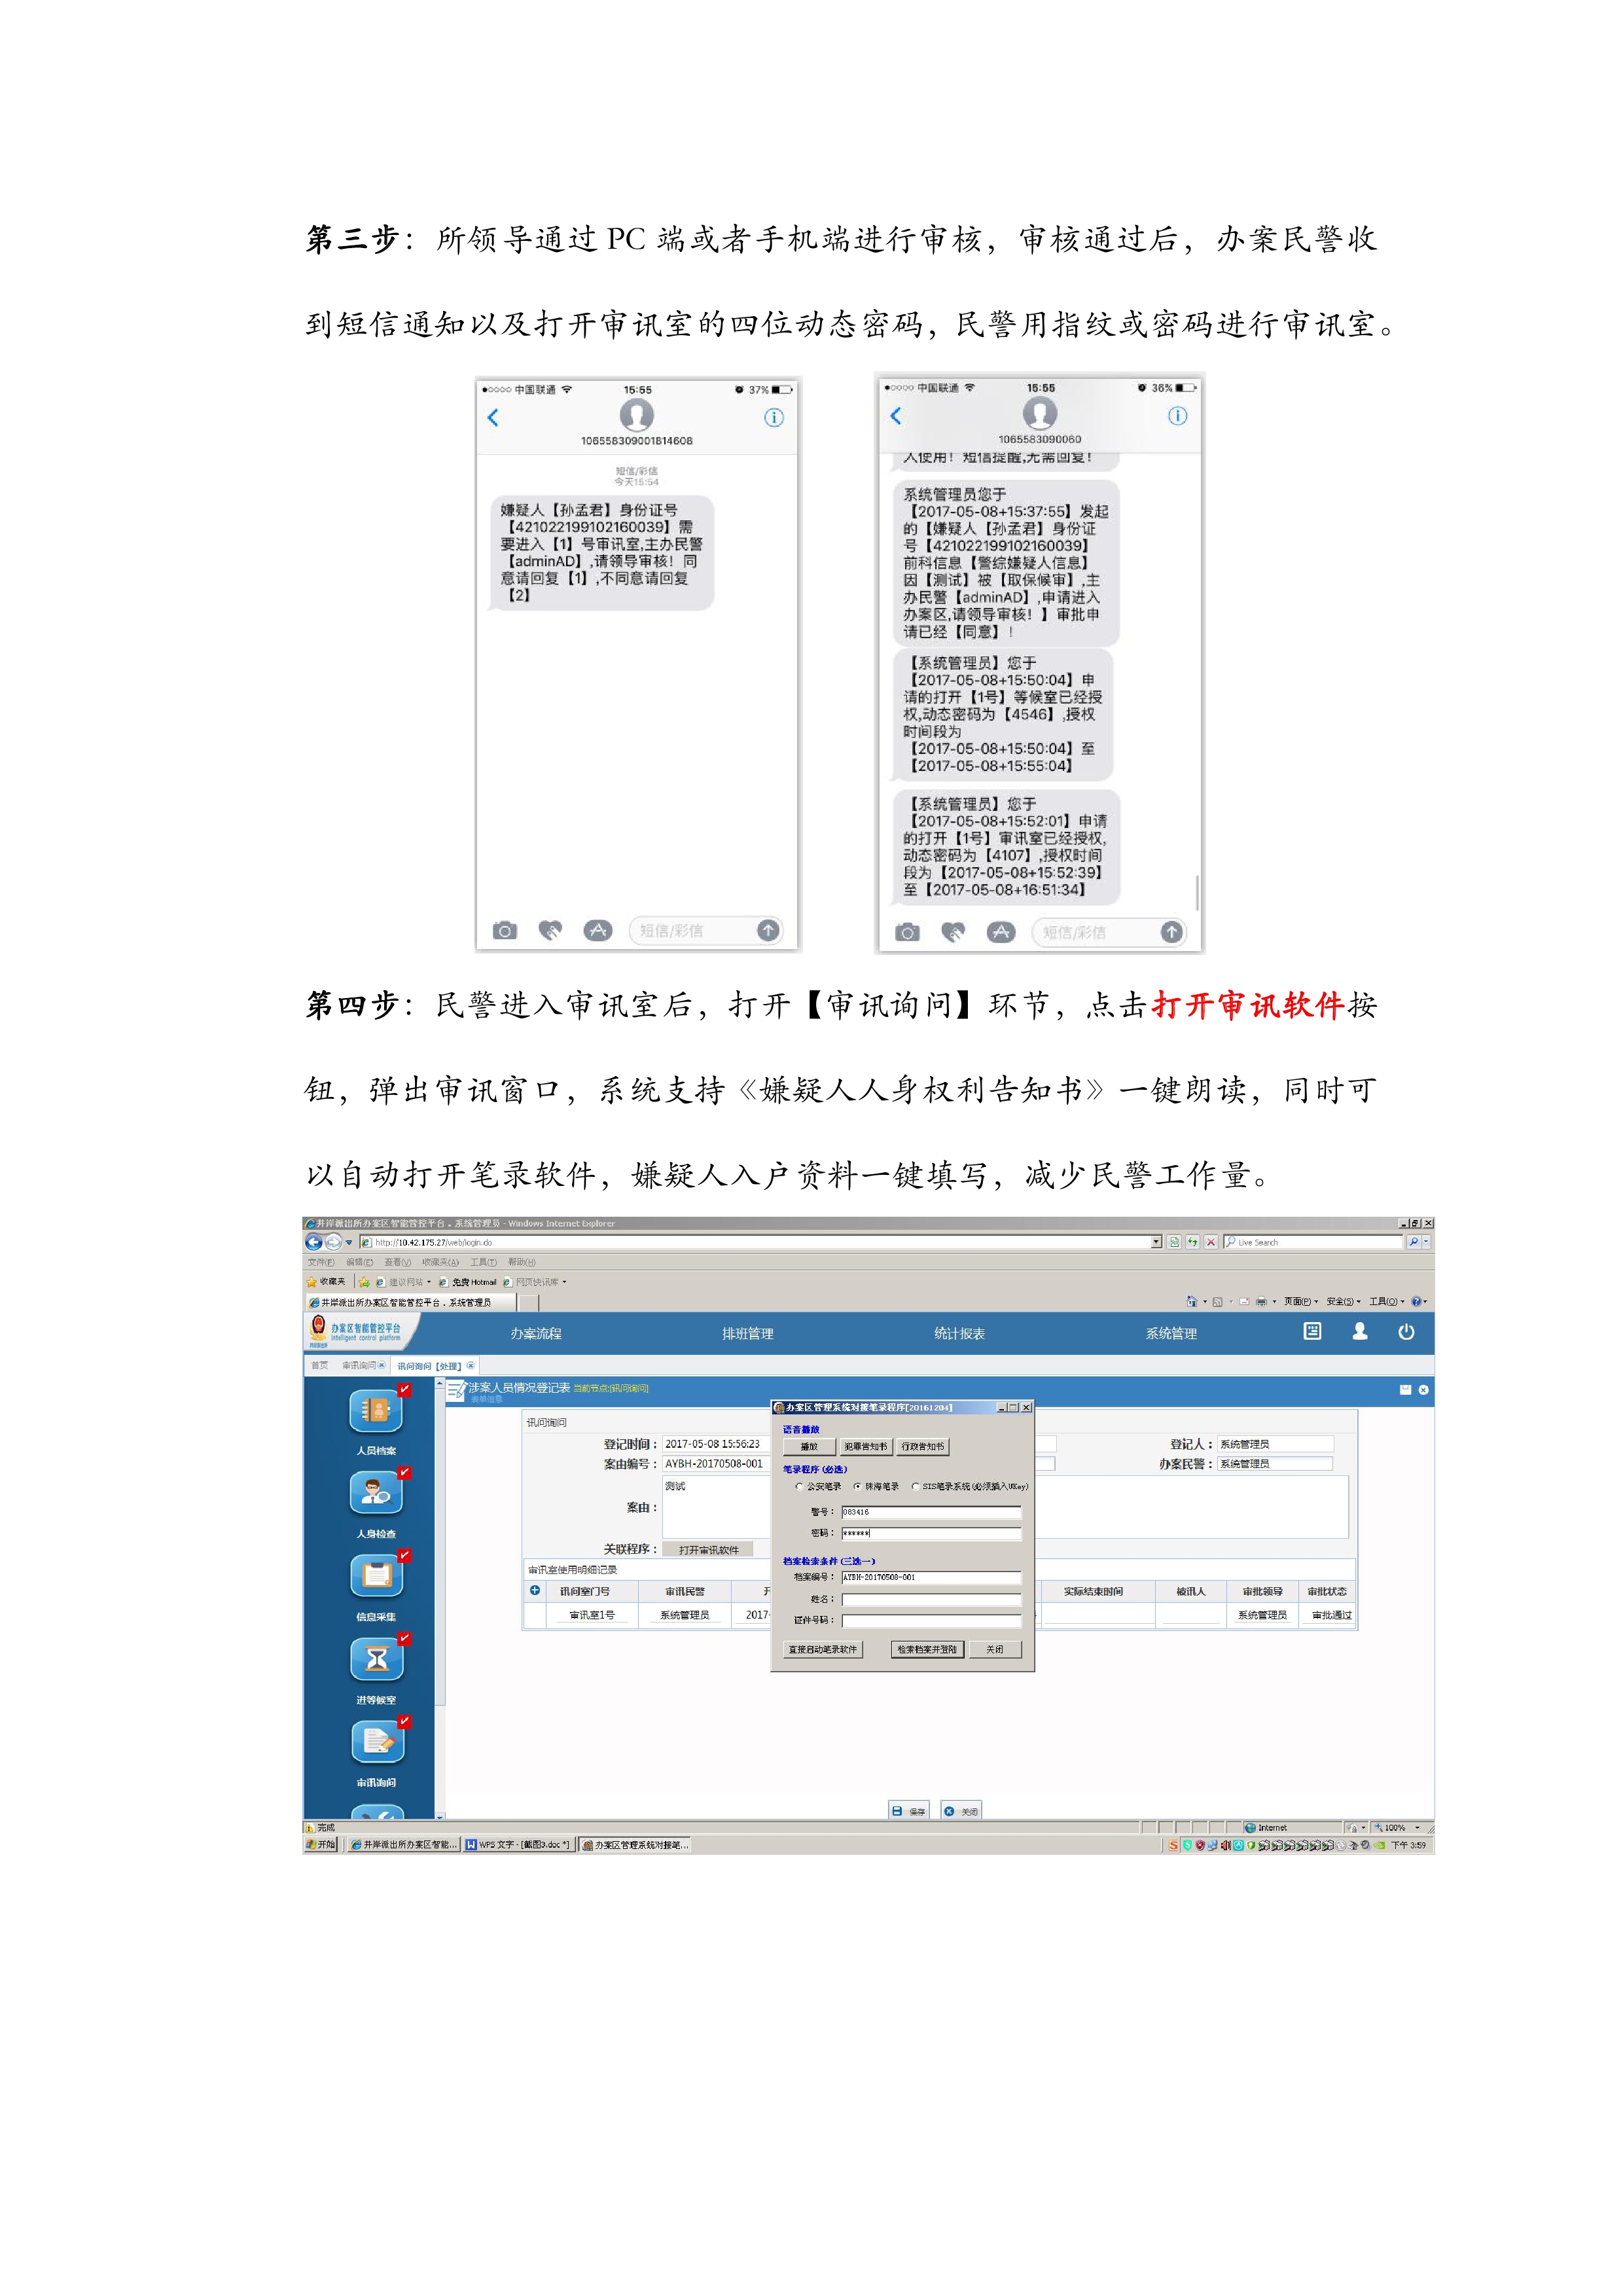 第三步：所领导通过 PC 端或者手机端进行审核，审核通过后，办案民警收
到短信通知以及打开审讯室的四位动态密码，民警用指纹或密码进行审讯室。
中国联通 15:55 37%
106558309001814608
短信/彩信
今天15:54
嫌疑人【孙孟君】身份证号
【421022199102160039】需
要进入【1】号审讯室,主办民警
【adminAD】,请领导审核！同
意请回复【1】,不同意请回复
【2】
短信/彩信
中国联通 15:55 36%
1065583090060
人使用！短信提醒,无需回复！
系统管理员您于
【2017-05-08+15:37:55】发起
的【嫌疑人【孙孟君】身份证
号【421022199102160039】
前科信息【警综嫌疑人信息】
因【测试】被【取保候审】,主
办民警【adminAD】,申请进入
办案区,请领导审核！】审批申
请已经【同意】！
【系统管理员】您于
【2017-05-08+15:50:04】申
请的打开【1号】等候室已经授
权,动态密码为【4546】,授权
时间段为
【2017-05-08+15:50:04】至
【2017-05-08+15:55:04】
【系统管理员】您于
【2017-05-08+15:52:01】申请
的打开【1号】审讯室已经授权,
动态密码为【4107】,授权时间
段为【2017-05-08+15:52:39】
至【2017-05-08+16:51:34】
短信/彩信
第四步：民警进入审讯室后，打开【审讯询问】环节，点击打开审讯软件按
钮，弹出审讯窗口，系统支持《嫌疑人人身权利告知书》一键朗读，同时可
以自动打开笔录软件，嫌疑人入户资料一键填写，减少民警工作量。
井岸派出所办案区智能管控平台．系统管理员 - Windows Internet Explorer
http://10.42.175.27/web/login.do Live Search
文件(F) 编辑(E) 查看(V) 收藏夹(A) 工具(T) 帮助(H)
收藏夹 建议网站 免费 Hotmail 网页快讯库
井岸派出所办案区智能管控平台．系统管理员 页面(P) 安全(S) 工具(O)
办案区智能管控平台 办案流程 排班管理 统计报表 系统管理
Intelligent control platform
首页 审讯询问 讯问询问【处理】
涉案人员情况登记表 当前节点:[讯问询问]
表单信息
人员档案
人身检查
信息采集
进等候室
审讯询问
讯问询问
登记时间： 2017-05-08 15:56:23 登记人： 系统管理员
案由编号： AYBH-20170508-001 办案民警： 系统管理员
案由： 测试
关联程序： 打开审讯软件
审讯室使用明细记录
讯问室门号 审讯民警 开 实际结束时间 被讯人 审批领导 审批状态
审讯室1号 系统管理员 2017- 系统管理员 审批通过
办案区管理系统对接笔录程序[20161204]
语音播放
播放 犯罪告知书 行政告知书
笔录程序(必选)
公安笔录 珠海笔录 SIS笔录系统(必须插入UKey)
警号： 083416
密码： ******
档案检索条件(三选一)
档案编号： AYBH-20170508-001
姓名：
证件号码：
直接启动笔录软件 检索档案并登陆 关闭
保存 关闭
完成 Internet 100%
开始 井岸派出所办案区智能... WPS 文字 - [截图3.doc *] 办案区管理系统对接笔... 下午 3:59